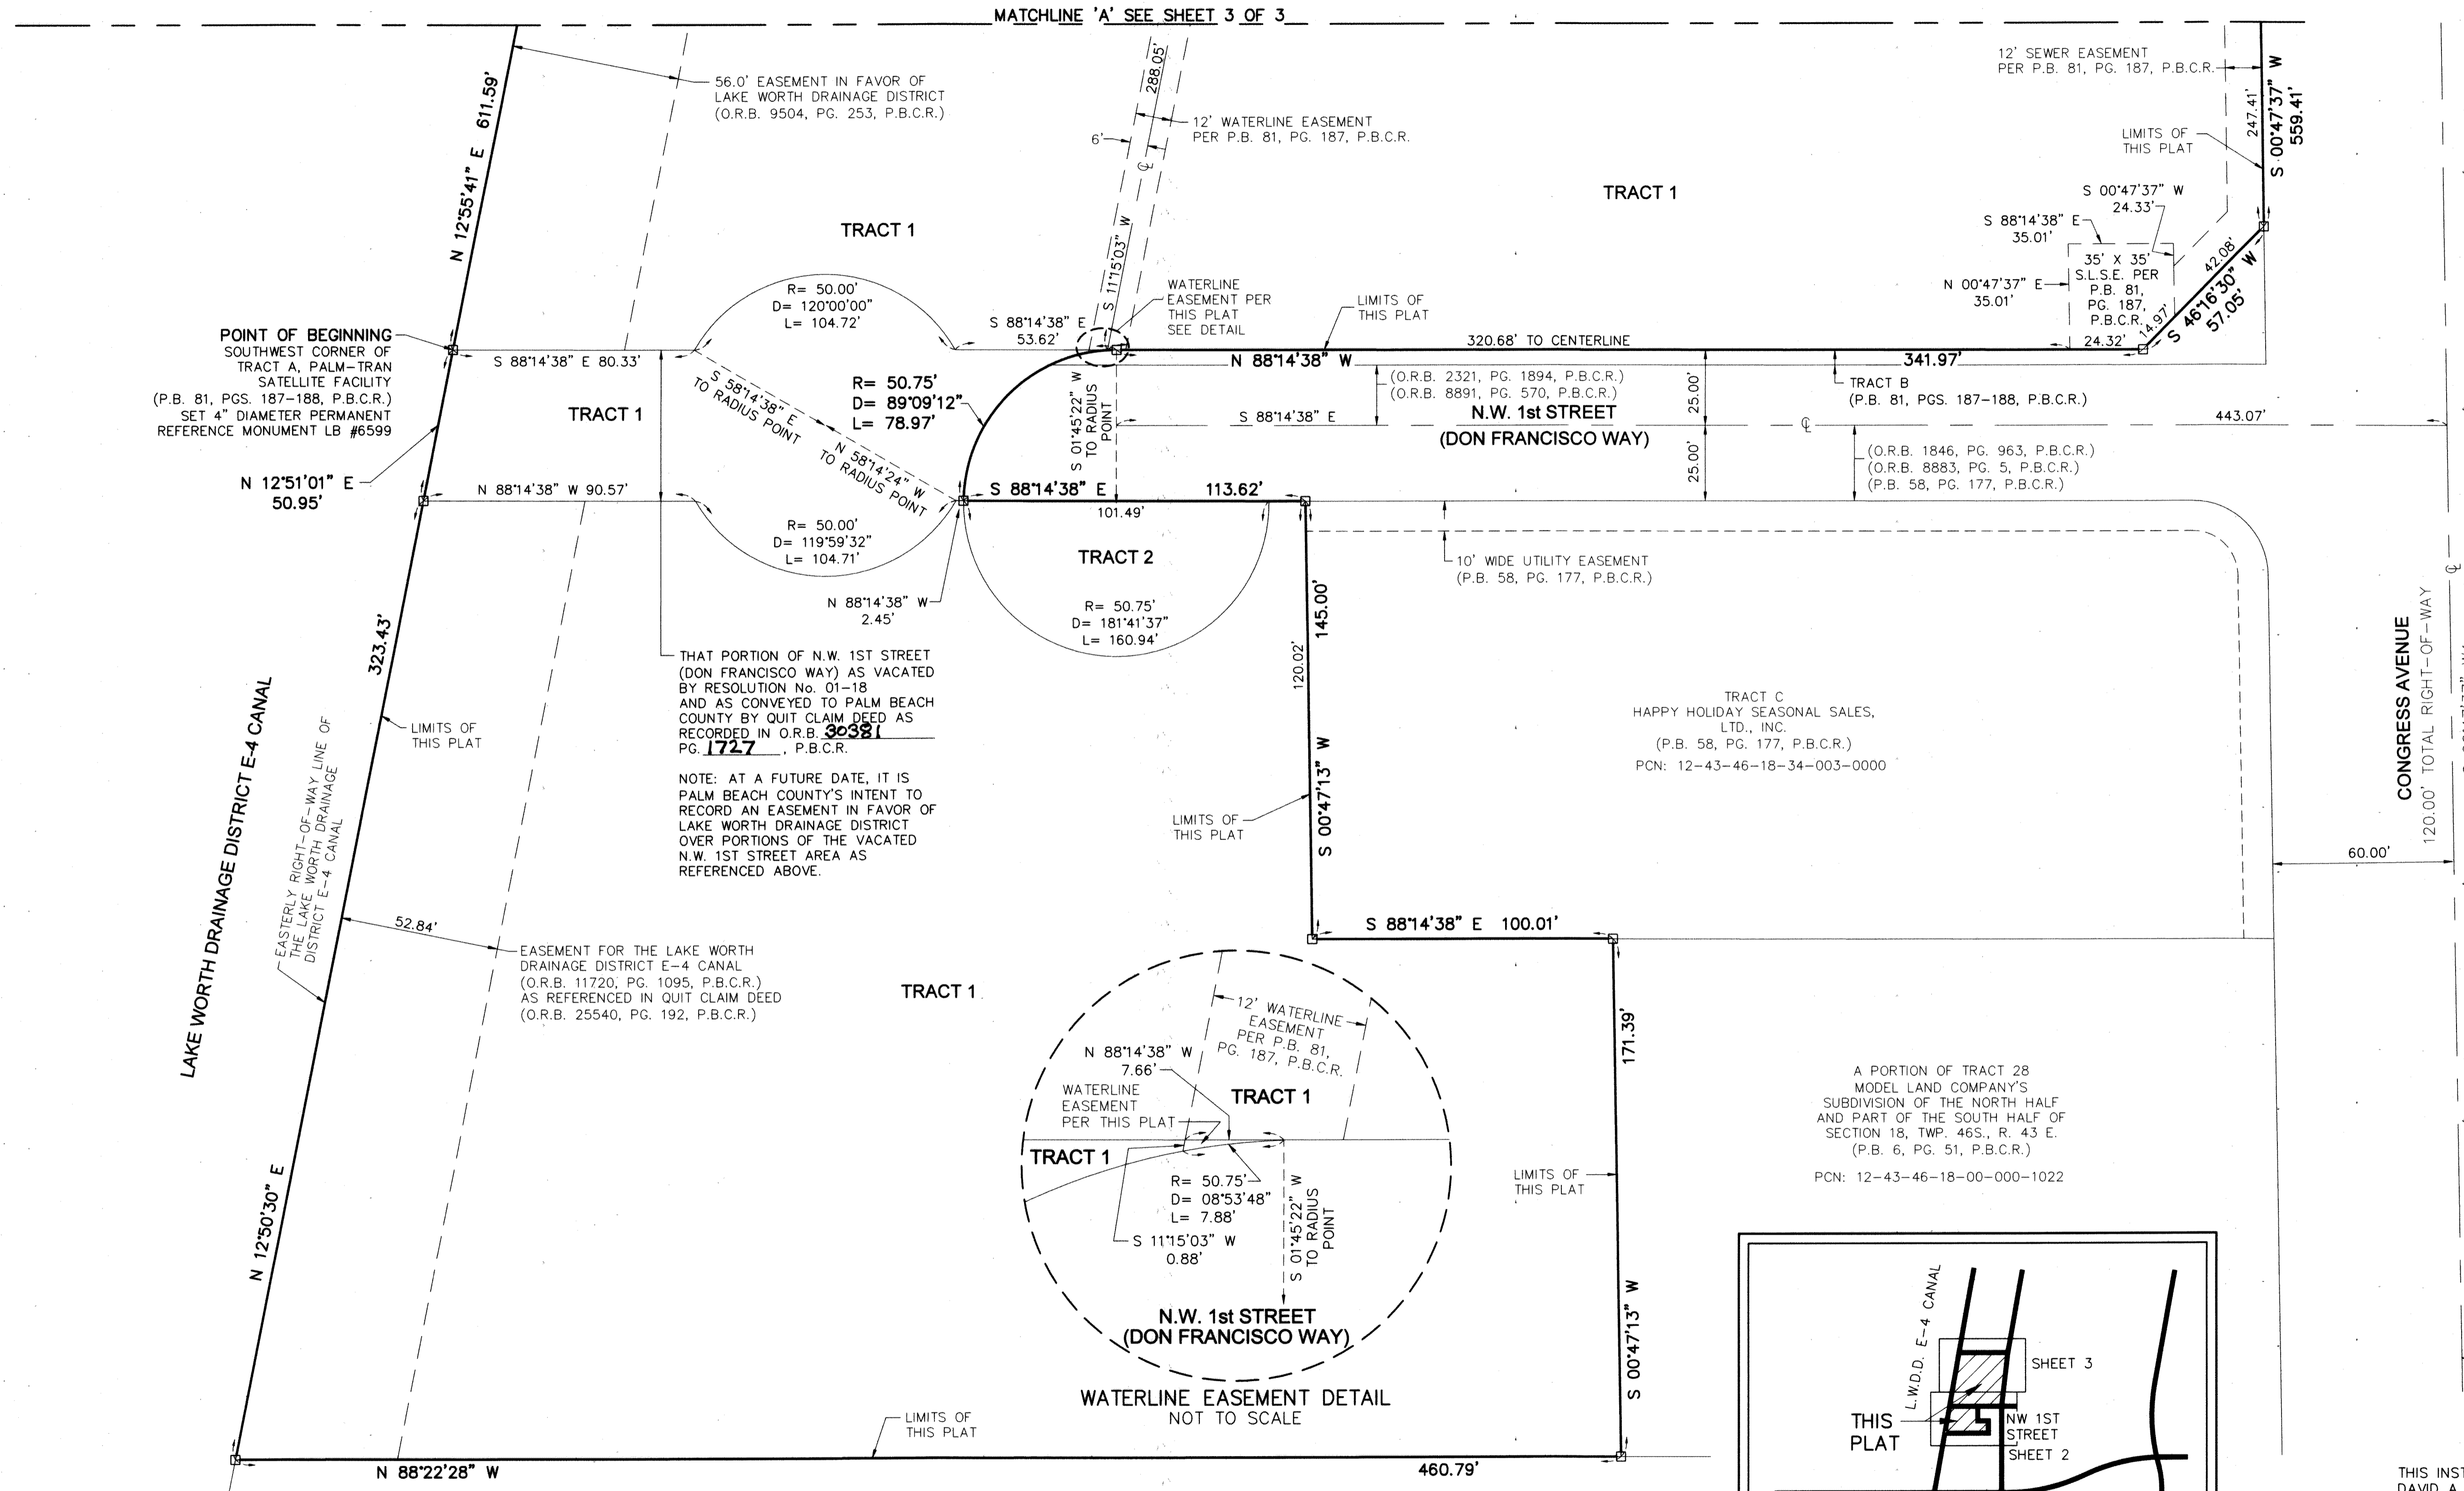 MATCHLINE 'A' SEE SHEET 3 OF 3
56.0' EASEMENT IN FAVOR OF
LAKE WORTH DRAINAGE DISTRICT
(O.R.B. 9504, PG. 253, P.B.C.R.)
N 12°55'41" E 611.59'
288.05'
12' WATERLINE EASEMENT
PER P.B. 81, PG. 187, P.B.C.R.
6'
℄
S 11°15'03" W
12' SEWER EASEMENT
PER P.B. 81, PG. 187, P.B.C.R.
247.41'
S 00°47'37" W
559.41'
LIMITS OF
THIS PLAT
TRACT 1
TRACT 1
S 00°47'37" W
24.33'
S 88°14'38" E
35.01'
N 00°47'37" E
35.01'
35' X 35'
S.L.S.E. PER
P.B. 81,
PG. 187,
P.B.C.R.
42.08'
14.97'
S 46°16'30" W
57.05'
24.32'
R= 50.00'
D= 120°00'00"
L= 104.72'
S 88°14'38" E
53.62'
WATERLINE
EASEMENT PER
THIS PLAT
SEE DETAIL
LIMITS OF
THIS PLAT
320.68' TO CENTERLINE
N 88°14'38" W
341.97'
POINT OF BEGINNING
SOUTHWEST CORNER OF
TRACT A, PALM-TRAN
SATELLITE FACILITY
(P.B. 81, PGS. 187-188, P.B.C.R.)
SET 4" DIAMETER PERMANENT
REFERENCE MONUMENT LB #6599
S 88°14'38" E 80.33'
TRACT 1
S 58°14'38" E
TO RADIUS POINT
N 58°14'24" W
TO RADIUS POINT
R= 50.75'
D= 89°09'12"
L= 78.97'
S 01°45'22" W
TO RADIUS
POINT
(O.R.B. 2321, PG. 1894, P.B.C.R.)
(O.R.B. 8891, PG. 570, P.B.C.R.)
S 88°14'38" E
N.W. 1st STREET
(DON FRANCISCO WAY)
25.00'
25.00'
TRACT B
(P.B. 81, PGS. 187-188, P.B.C.R.)
℄
443.07'
(O.R.B. 1846, PG. 963, P.B.C.R.)
(O.R.B. 8883, PG. 5, P.B.C.R.)
(P.B. 58, PG. 177, P.B.C.R.)
N 12°51'01" E
50.95'
N 88°14'38" W 90.57'
S 88°14'38" E 113.62'
101.49'
R= 50.00'
D= 119°59'32"
L= 104.71'
N 88°14'38" W
2.45'
TRACT 2
R= 50.75'
D= 181°41'37"
L= 160.94'
10' WIDE UTILITY EASEMENT
(P.B. 58, PG. 177, P.B.C.R.)
145.00'
120.02'
S 00°47'13" W
LIMITS OF
THIS PLAT
323.43'
LIMITS OF
THIS PLAT
LAKE WORTH DRAINAGE DISTRICT E-4 CANAL
EASTERLY RIGHT-OF-WAY LINE OF
THE LAKE WORTH DRAINAGE
DISTRICT E-4 CANAL
THAT PORTION OF N.W. 1ST STREET
(DON FRANCISCO WAY) AS VACATED
BY RESOLUTION No. 01-18
AND AS CONVEYED TO PALM BEACH
COUNTY BY QUIT CLAIM DEED AS
RECORDED IN O.R.B. 30381
PG. 1727, P.B.C.R.
NOTE: AT A FUTURE DATE, IT IS
PALM BEACH COUNTY'S INTENT TO
RECORD AN EASEMENT IN FAVOR OF
LAKE WORTH DRAINAGE DISTRICT
OVER PORTIONS OF THE VACATED
N.W. 1ST STREET AREA AS
REFERENCED ABOVE.
TRACT C
HAPPY HOLIDAY SEASONAL SALES,
LTD., INC.
(P.B. 58, PG. 177, P.B.C.R.)
PCN: 12-43-46-18-34-003-0000
℄
CONGRESS AVENUE
120.00' TOTAL RIGHT-OF-WAY
60.00'
52.84'
EASEMENT FOR THE LAKE WORTH
DRAINAGE DISTRICT E-4 CANAL
(O.R.B. 11720, PG. 1095, P.B.C.R.)
AS REFERENCED IN QUIT CLAIM DEED
(O.R.B. 25540, PG. 192, P.B.C.R.)
S 88°14'38" E 100.01'
TRACT 1
171.39'
12' WATERLINE
EASEMENT
PER P.B. 81,
PG. 187, P.B.C.R.
N 88°14'38" W
7.66'
WATERLINE
EASEMENT
PER THIS PLAT
TRACT 1
TRACT 1
R= 50.75'
D= 08°53'48"
L= 7.88'
S 11°15'03" W
0.88'
S 01°45'22" W
TO RADIUS
POINT
N.W. 1st STREET
(DON FRANCISCO WAY)
WATERLINE EASEMENT DETAIL
NOT TO SCALE
LIMITS OF
THIS PLAT
S 00°47'13" W
A PORTION OF TRACT 28
MODEL LAND COMPANY'S
SUBDIVISION OF THE NORTH HALF
AND PART OF THE SOUTH HALF OF
SECTION 18, TWP. 46S., R. 43 E.
(P.B. 6, PG. 51, P.B.C.R.)
PCN: 12-43-46-18-00-000-1022
N 12°50'30" E
LIMITS OF
THIS PLAT
N 88°22'28" W
460.79'
L.W.D.D. E-4 CANAL
SHEET 3
THIS
PLAT
NW 1ST
STREET
SHEET 2
THIS INST
DAVID A